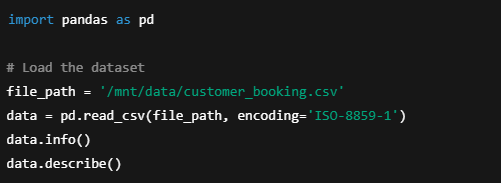 import pandas as pd
# Load the dataset
file_path = '/mnt/data/customer_booking.csv'
data = pd.read_csv(file_path, encoding='ISO-8859-1')
data.info()
data.describe()